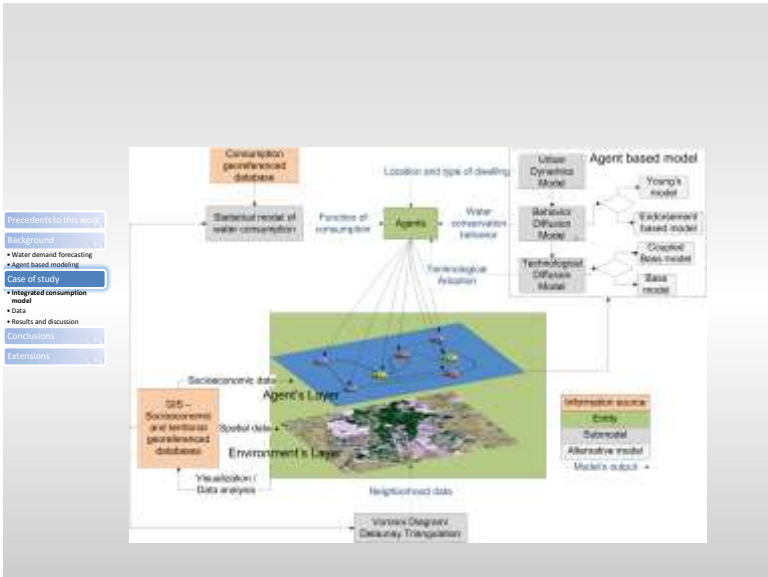 Precedents to this work
Background
• Water demand forecasting
• Agent based modeling
Case of study
• Integrated consumption
model
• Data
• Results and discussion
Conclusions
Extensions
Consumption
georeferenced
database
Statistical model of
water consumption
Function of
consumption
Location and type of dwelling
Agents
Water
conservation
behavior
Technological
Adoption
Agent based model
Urban
Dynamics
Model
Behavior
Diffusion
Model
Technological
Diffusion
Model
Young's
model
Endorsement
based model
Coupled
Bass model
Bass
model
Socioeconomic data
Agent's Layer
GIS –
Socioeconomic
and territorial
georeferenced
databases
Spatial data
Environment's Layer
Visualization /
Data analysis
Neighborhood data
Voronoi Diagram/
Delaunay Triangulation
Information source
Entity
Submodel
Alternative model
Model's output